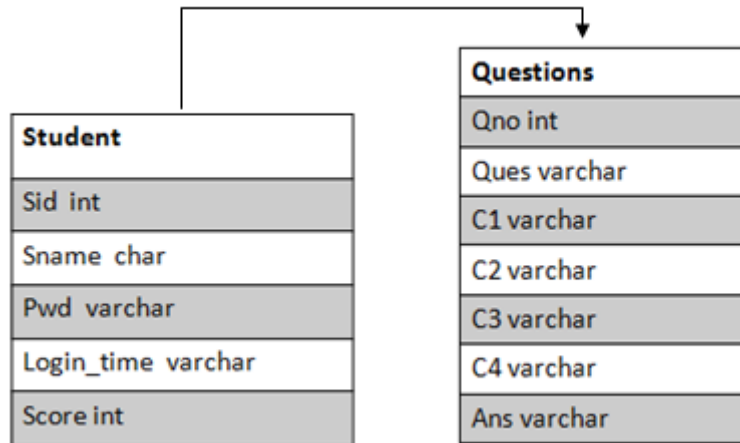 Student
Sid int
Sname char
Pwd varchar
Login_time varchar
Score int
Questions
Qno int
Ques varchar
C1 varchar
C2 varchar
C3 varchar
C4 varchar
Ans varchar